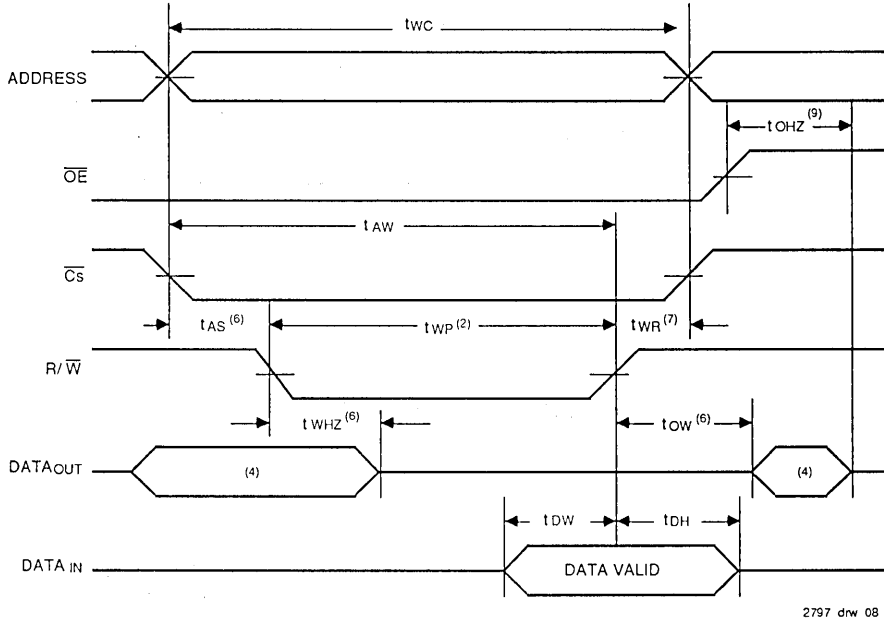 tWC
ADDRESS
tOHZ (9)
OE
tAW
CS
tAS (6)
tWP (2)
tWR (7)
R/W
tWHZ (6)
tOW (6)
DATAOUT
(4)
(4)
tDW
tDH
DATA IN
DATA VALID
2797 drw 08